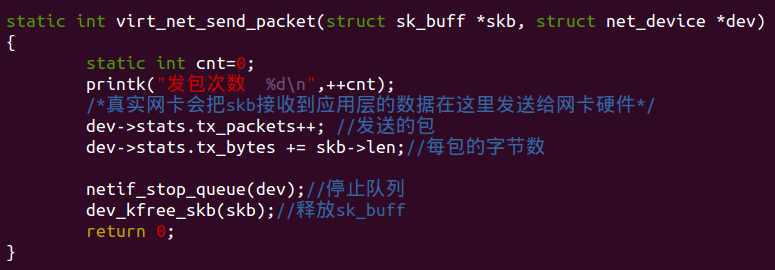 static int virt_net_send_packet(struct sk_buff *skb, struct net_device *dev)
{
        static int cnt=0;
        printk("发包次数  %d\n",++cnt);
        /*真实网卡会把skb接收到应用层的数据在这里发送给网卡硬件*/
        dev->stats.tx_packets++; //发送的包
        dev->stats.tx_bytes += skb->len;//每包的字节数

        netif_stop_queue(dev);//停止队列
        dev_kfree_skb(skb);//释放sk_buff
        return 0;
}